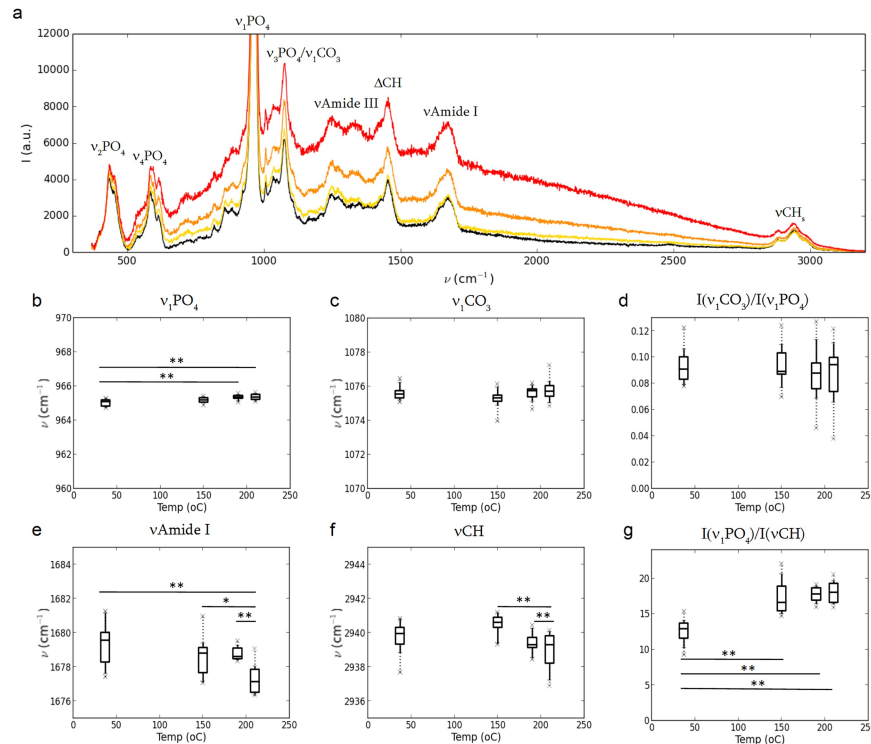 a
ν₁PO₄
ν₃PO₄/ν₁CO₃
ΔCH
νAmide III
νAmide I
ν₂PO₄
ν₄PO₄
νCHₛ
12000
10000
8000
6000
4000
2000
0
I (a.u.)
500 1000 1500 2000 2500 3000
ν (cm⁻¹)
b ν₁PO₄
970
968
966
964
962
960
ν (cm⁻¹)
**
**
0 50 100 150 200 250
Temp (oC)
c ν₁CO₃
1080
1078
1076
1074
1072
1070
ν (cm⁻¹)
0 50 100 150 200 250
Temp (oC)
d I(ν₁CO₃)/I(ν₁PO₄)
0.12
0.10
0.08
0.06
0.04
0.02
0.00
0 50 100 150 200 250
Temp (oC)
e νAmide I
1684
1682
1680
1678
1676
ν (cm⁻¹)
**
*
**
0 50 100 150 200 250
Temp (oC)
f νCH
2944
2942
2940
2938
2936
ν (cm⁻¹)
**
**
0 50 100 150 200 250
Temp (oC)
g I(ν₁PO₄)/I(νCH)
20
15
10
5
0
**
**
**
0 50 100 150 200 250
Temp (oC)